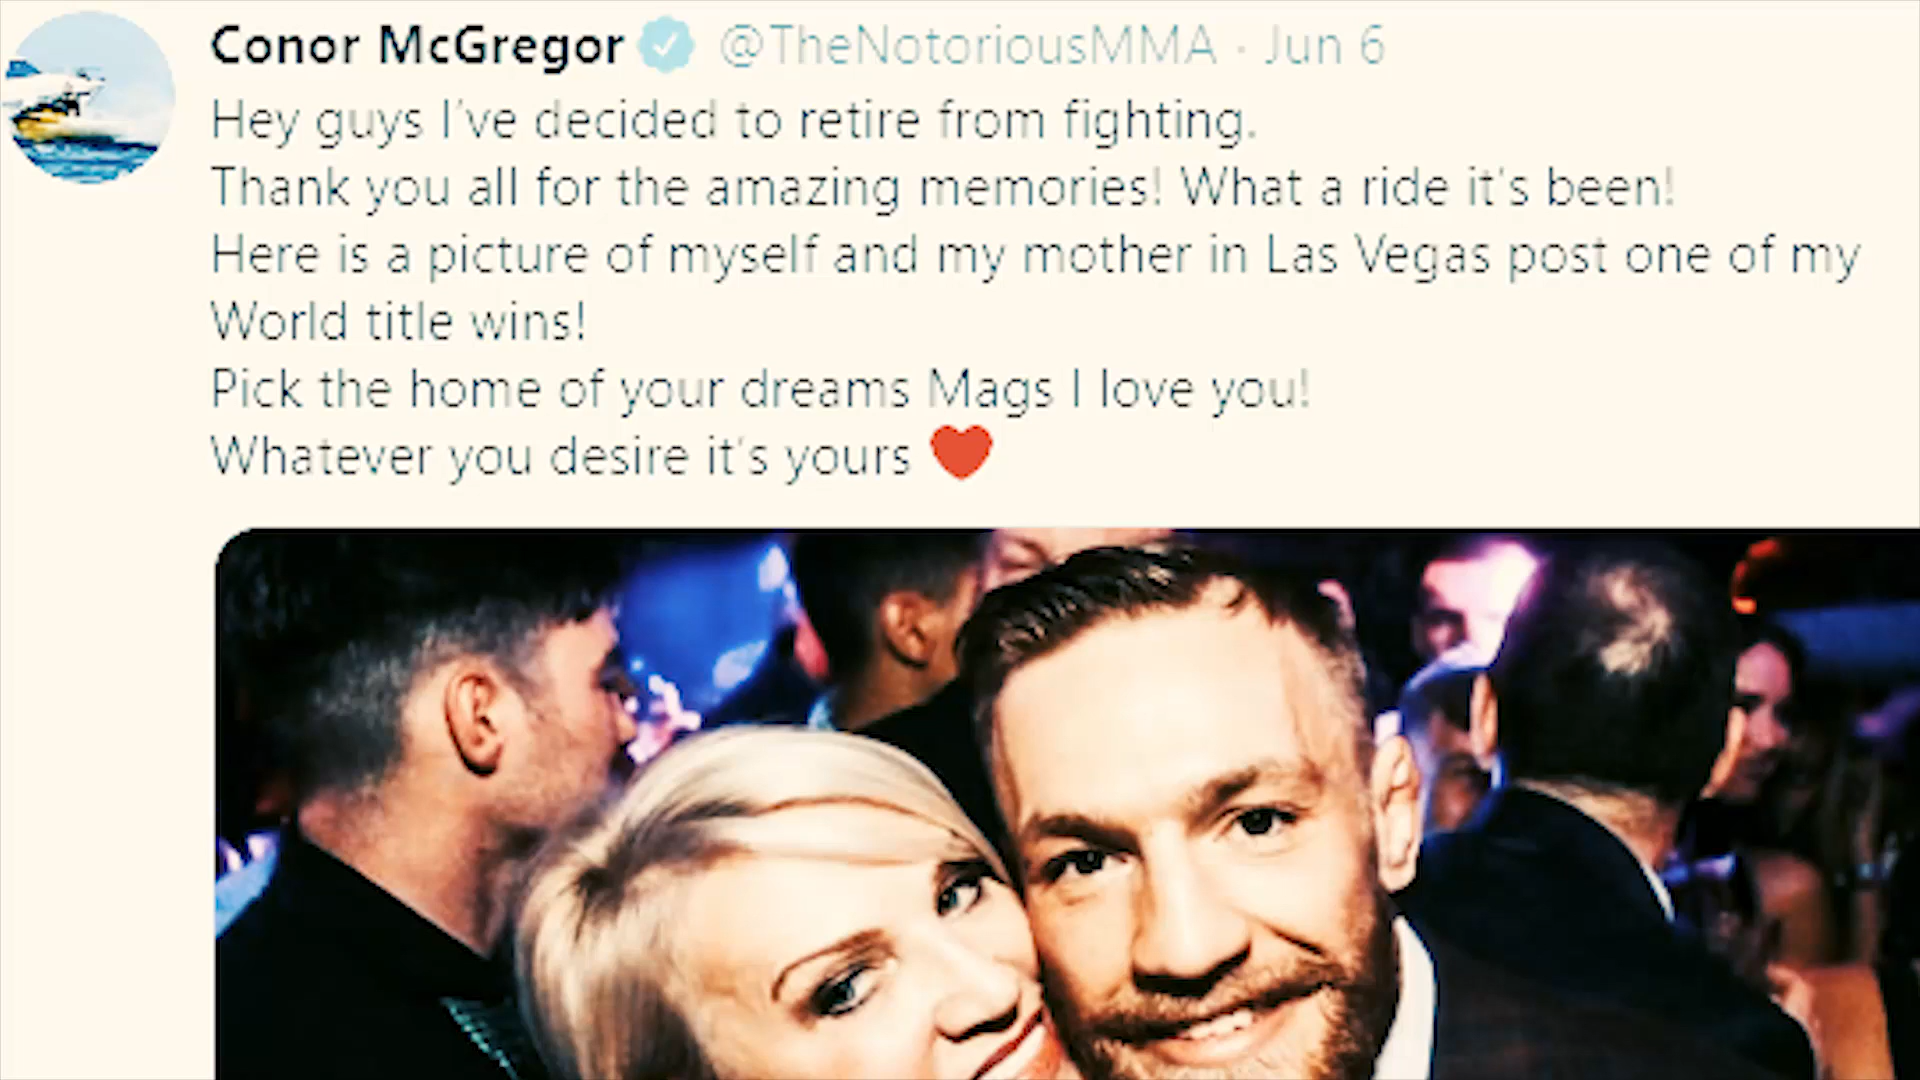 Conor McGregor @TheNotoriousMMA · Jun 6
Hey guys I've decided to retire from fighting.
Thank you all for the amazing memories! What a ride it's been!
Here is a picture of myself and my mother in Las Vegas post one of my
World title wins!
Pick the home of your dreams Mags I love you!
Whatever you desire it's yours ❤️